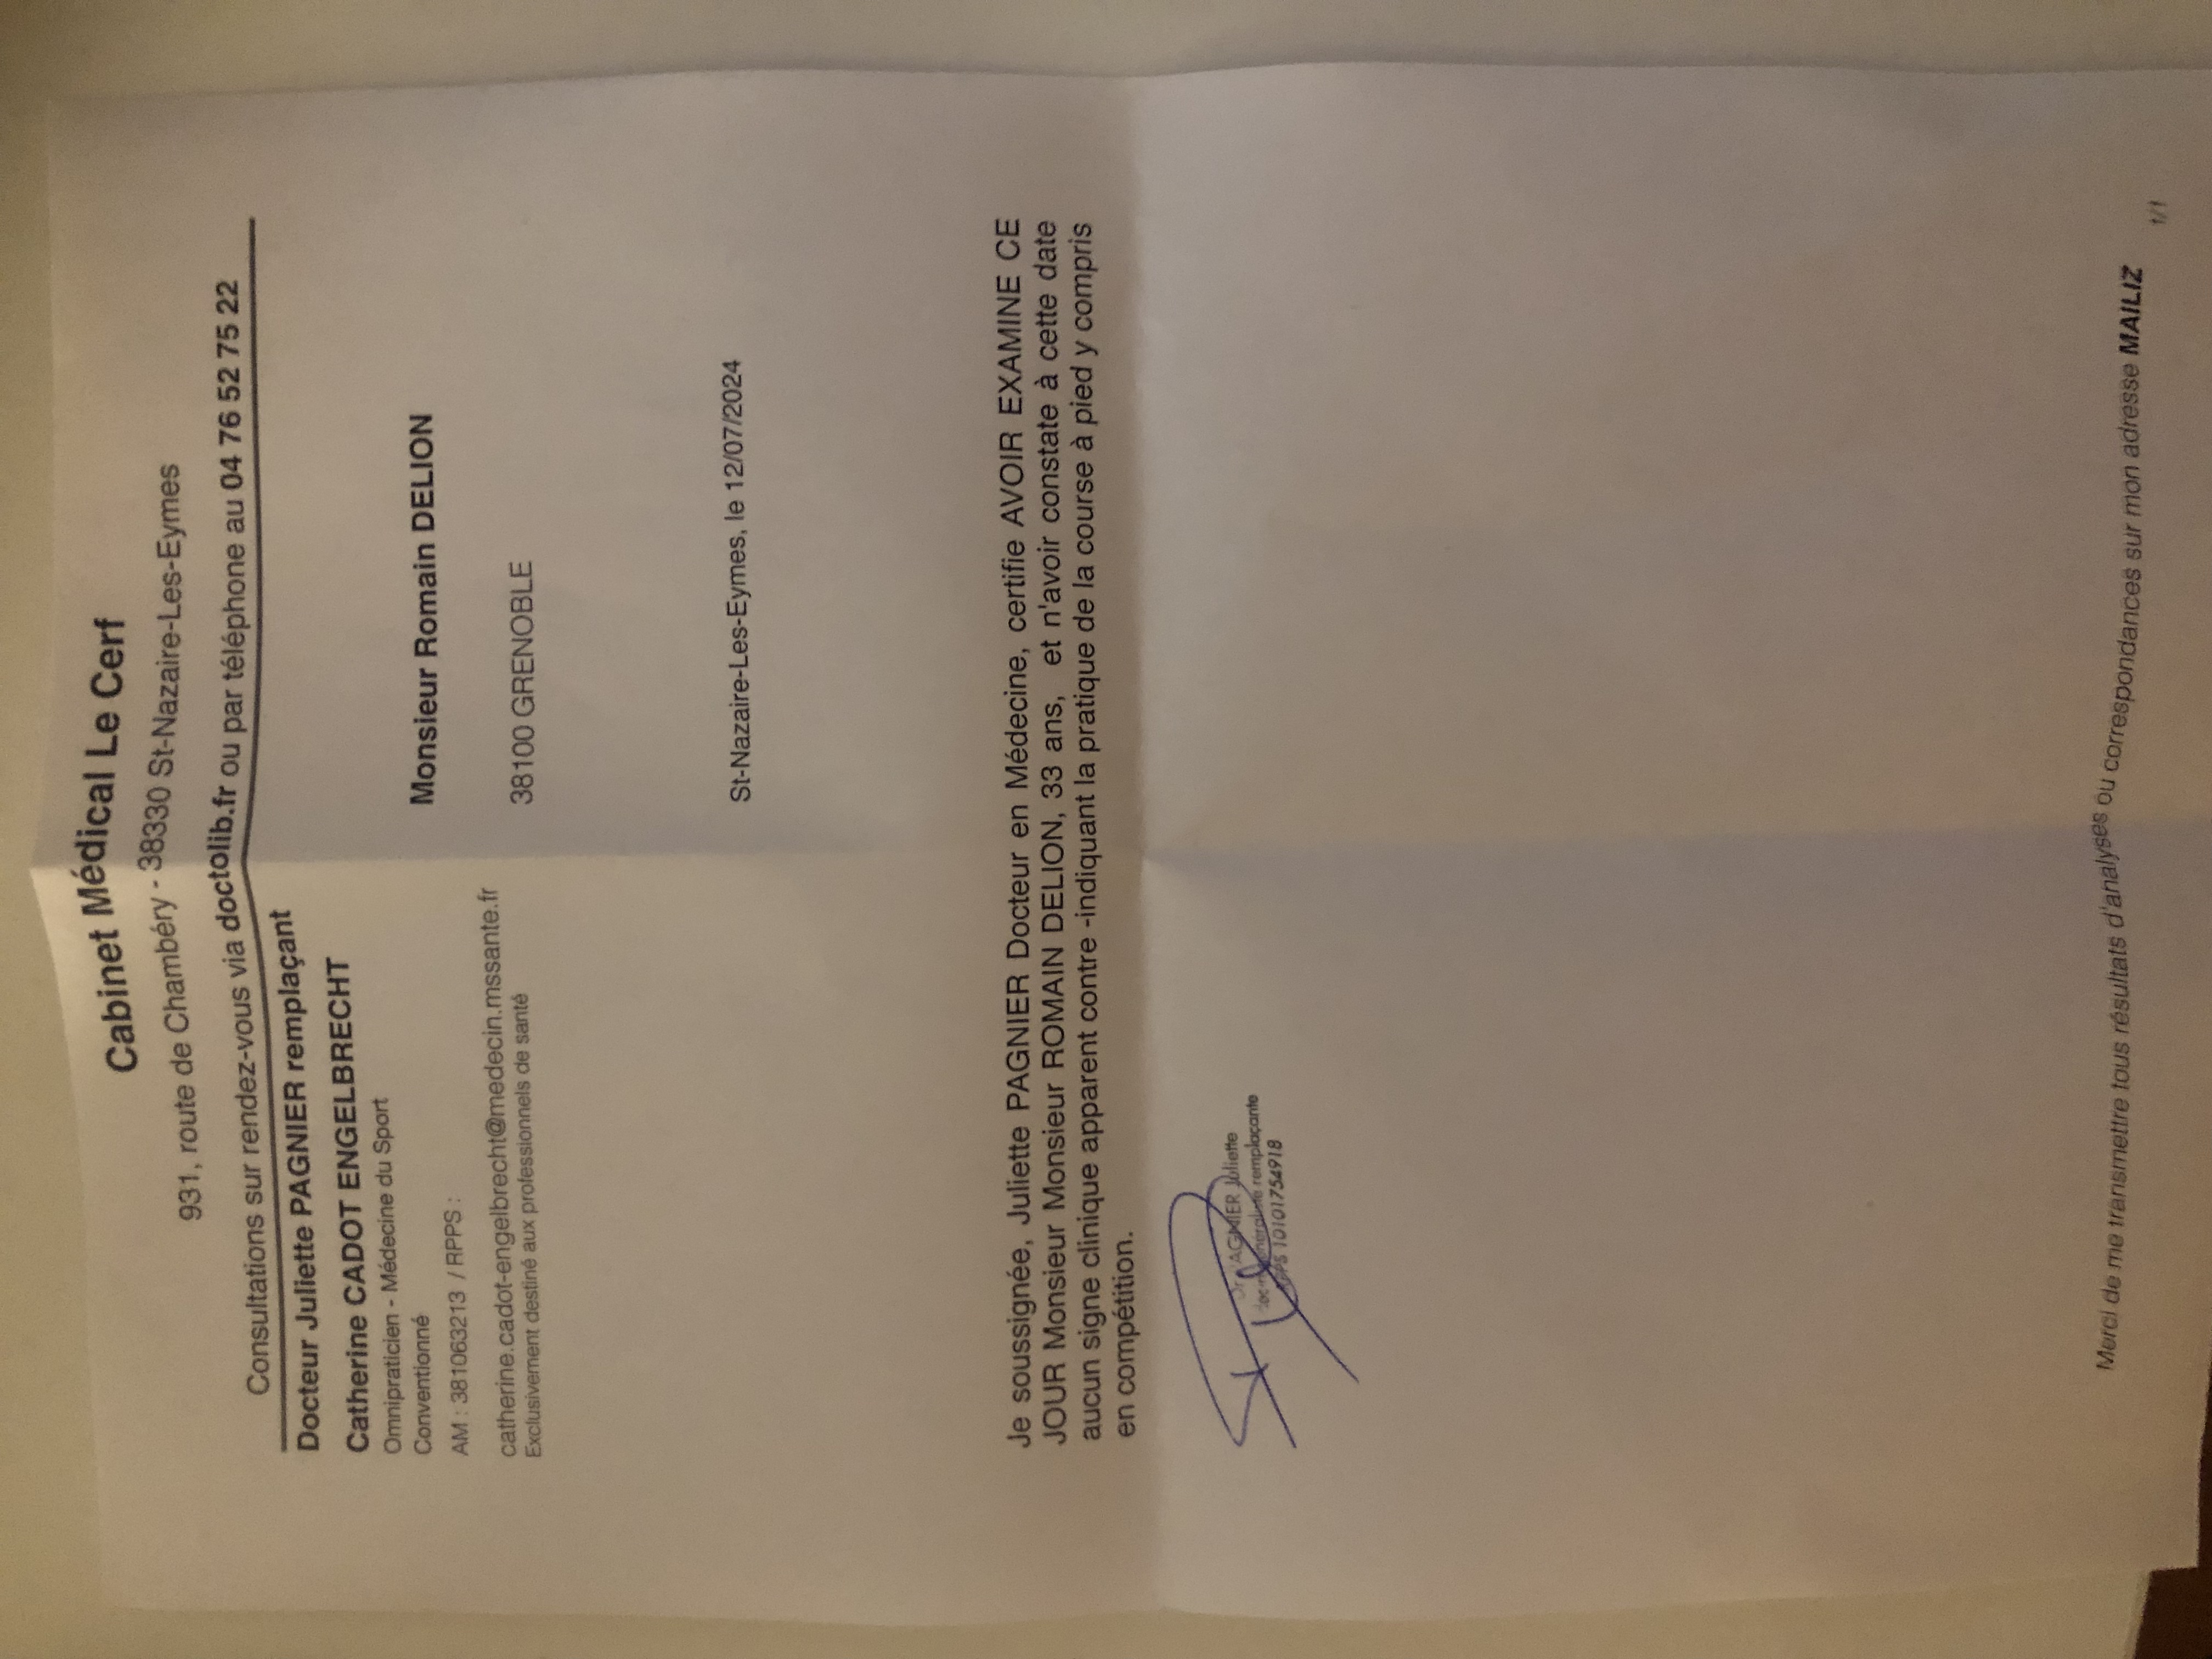 Cabinet Médical Le Cerf
931, route de Chambéry - 38330 St-Nazaire-Les-Eymes
Consultations sur rendez-vous via doctolib.fr ou par téléphone au 04 76 52 75 22
Docteur Juliette PAGNIER remplaçant
Catherine CADOT ENGELBRECHT
Omnipraticien - Médecine du Sport
Conventionné
AM : 381063213 / RPPS :
catherine.cadot-engelbrecht@medecin.mssante.fr
Exclusivement destiné aux professionnels de santé
Monsieur Romain DELION
38100 GRENOBLE
St-Nazaire-Les-Eymes, le 12/07/2024
Je soussignée, Juliette PAGNIER Docteur en Médecine, certifie AVOIR EXAMINE CE
JOUR Monsieur Monsieur ROMAIN DELION, 33 ans, et n'avoir constate à cette date
aucun signe clinique apparent contre -indiquant la pratique de la course à pied y compris
en compétition.
Dr PAGNIER Juliette
remplaçante
RPPS 10101754918
Merci de me transmettre tous résultats d'analyses ou correspondances sur mon adresse MAILIZ
1/1